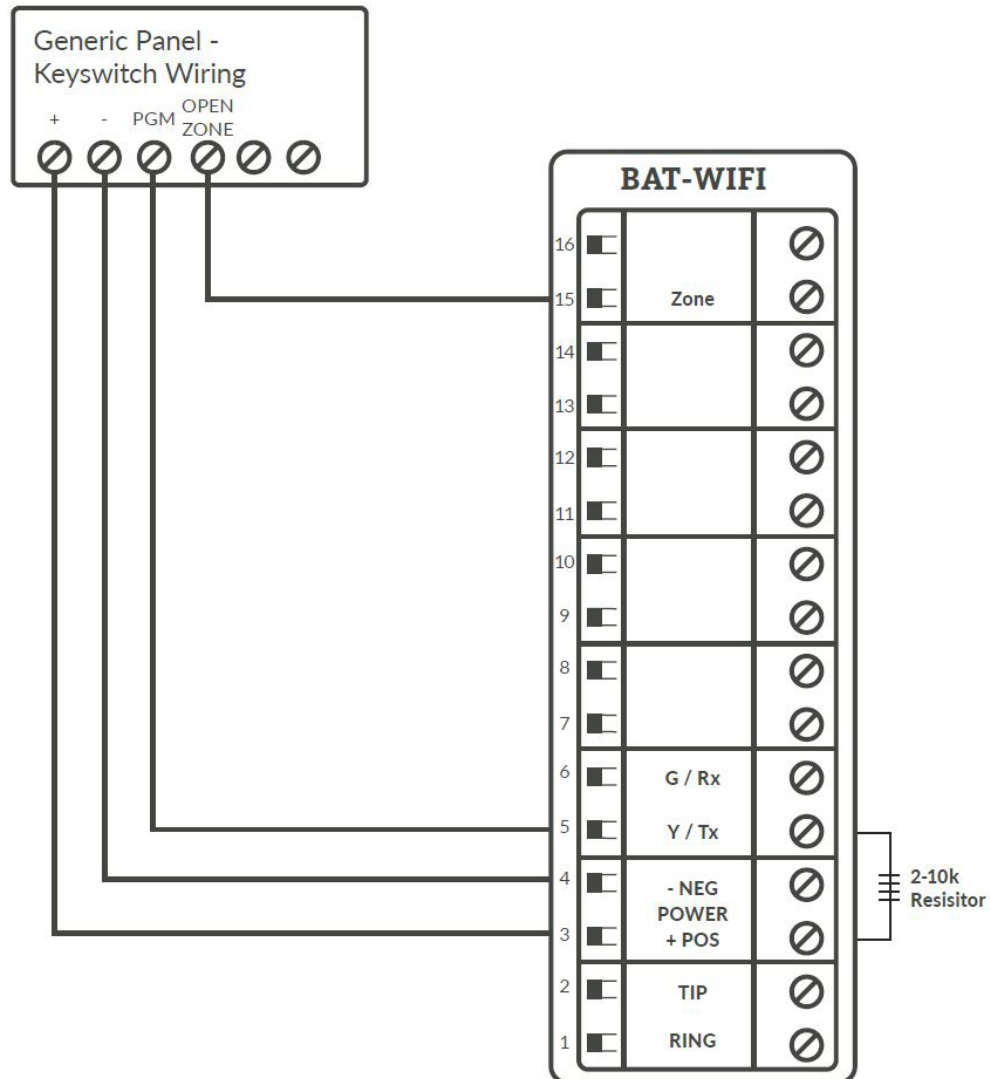 Generic Panel -
Keyswitch Wiring
+ - PGM OPEN
ZONE
BAT-WIFI
16
15 Zone
14
13
12
11
10
9
8
7
6 G / Rx
5 Y / Tx
4 - NEG
POWER
3 + POS
2 TIP
1 RING
2-10k
Resisitor